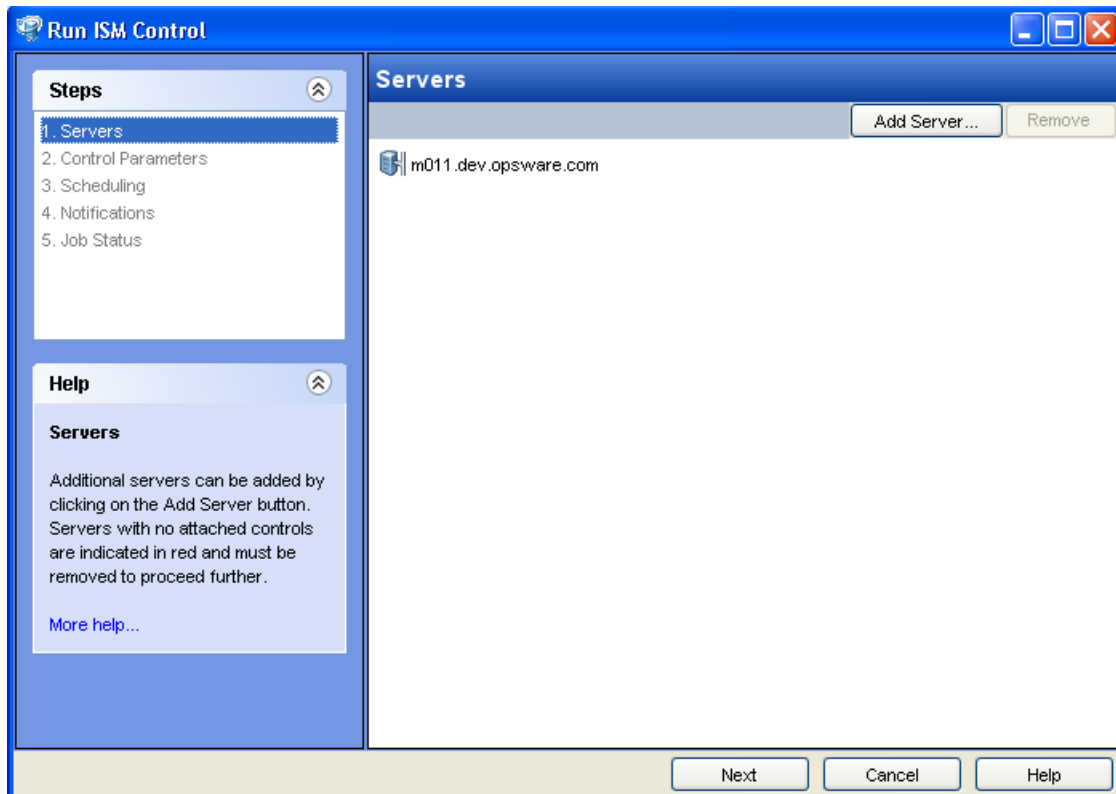 Run ISM Control
Steps
1. Servers
2. Control Parameters
3. Scheduling
4. Notifications
5. Job Status
Help
Servers
Additional servers can be added by
clicking on the Add Server button.
Servers with no attached controls
are indicated in red and must be
removed to proceed further.
More help...
Servers
Add Server... Remove
m011.dev.opsware.com
Next Cancel Help